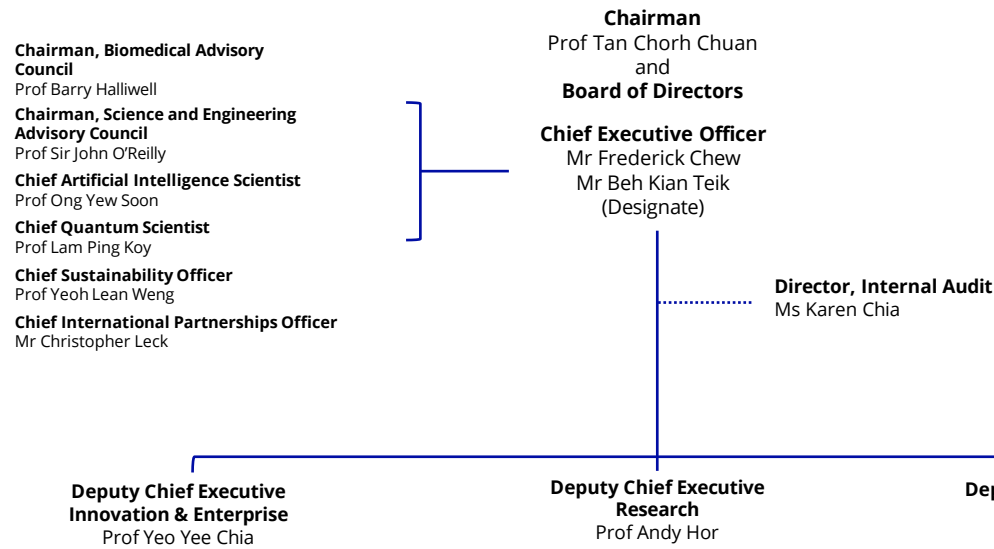 Chairman
Prof Tan Chorh Chuan
and
Board of Directors
Chief Executive Officer
Mr Frederick Chew
Mr Beh Kian Teik
(Designate)
Chairman, Biomedical Advisory
Council
Prof Barry Halliwell
Chairman, Science and Engineering
Advisory Council
Prof Sir John O’Reilly
Chief Artificial Intelligence Scientist
Prof Ong Yew Soon
Chief Quantum Scientist
Prof Lam Ping Koy
Chief Sustainability Officer
Prof Yeoh Lean Weng
Chief International Partnerships Officer
Mr Christopher Leck
Director, Internal Audit
Ms Karen Chia
Deputy Chief Executive
Innovation & Enterprise
Prof Yeo Yee Chia
Deputy Chief Executive
Research
Prof Andy Hor